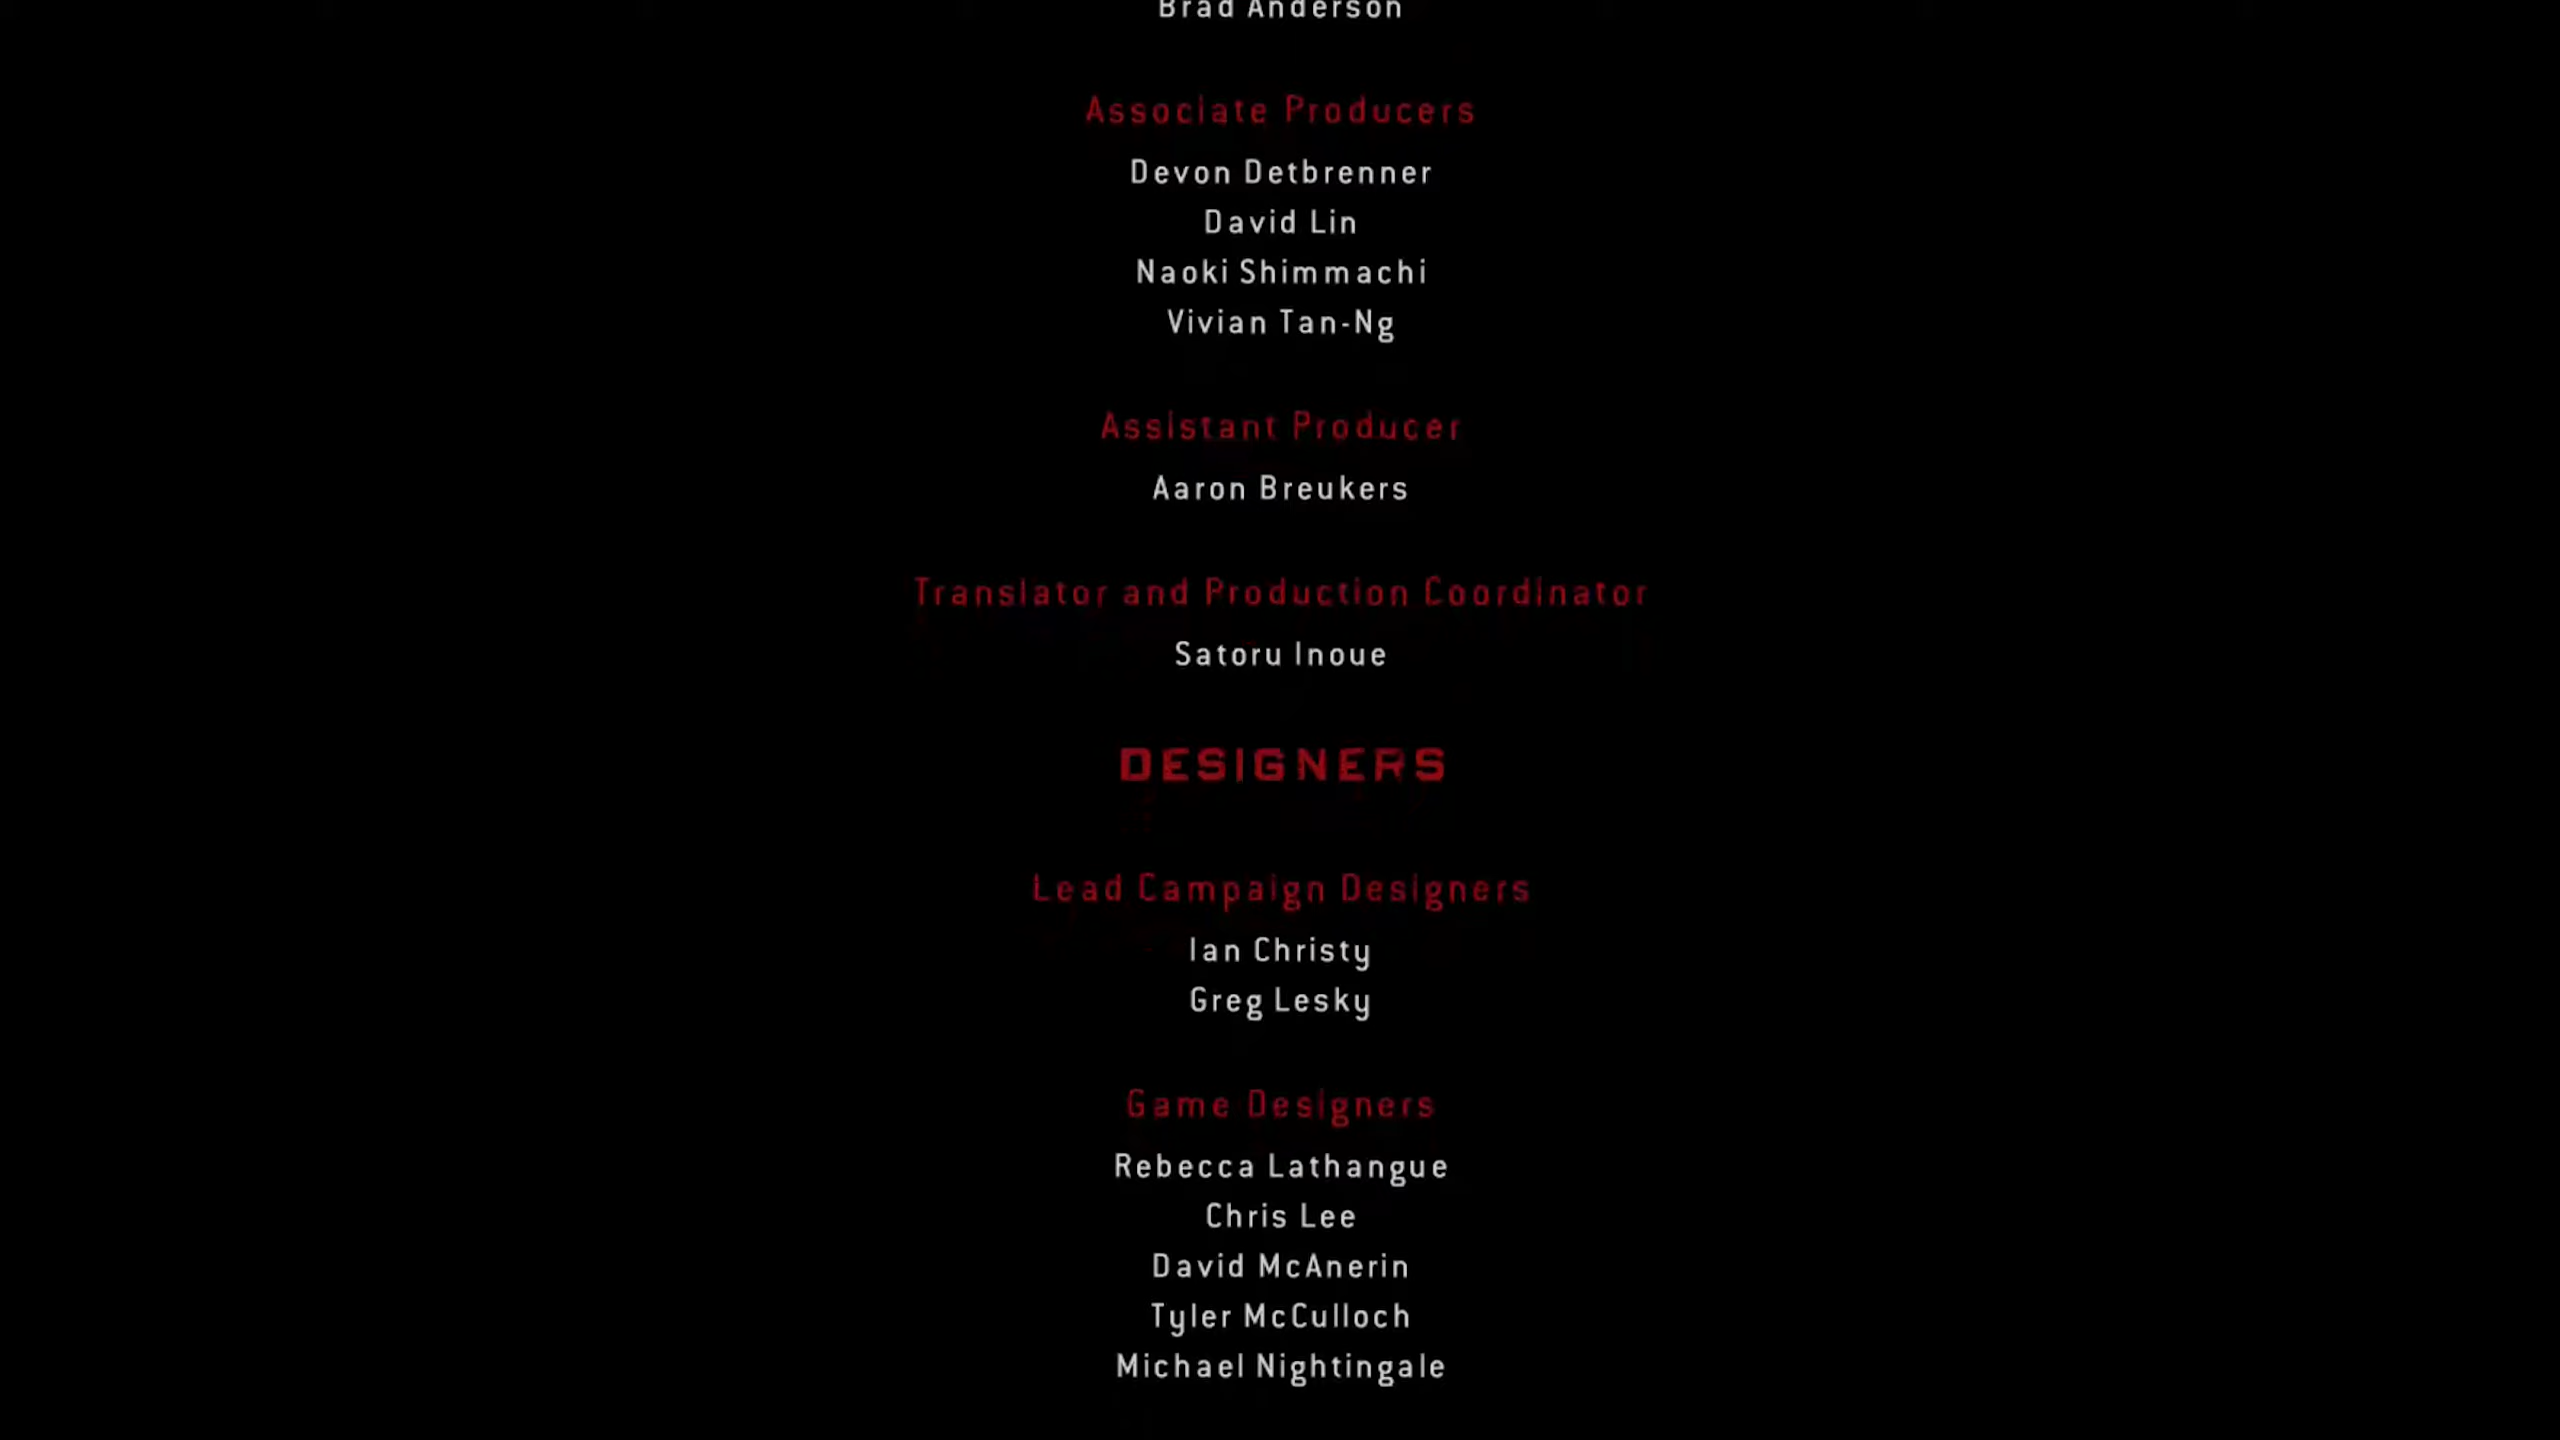 Brad Anderson
Associate Producers
Devon Detbrenner
David Lin
Naoki Shimmachi
Vivian Tan-Ng
Assistant Producer
Aaron Breukers
Translator and Production Coordinator
Satoru Inoue
DESIGNERS
Lead Campaign Designers
Ian Christy
Greg Lesky
Game Designers
Rebecca Lathangue
Chris Lee
David McAnerin
Tyler McCulloch
Michael Nightingale